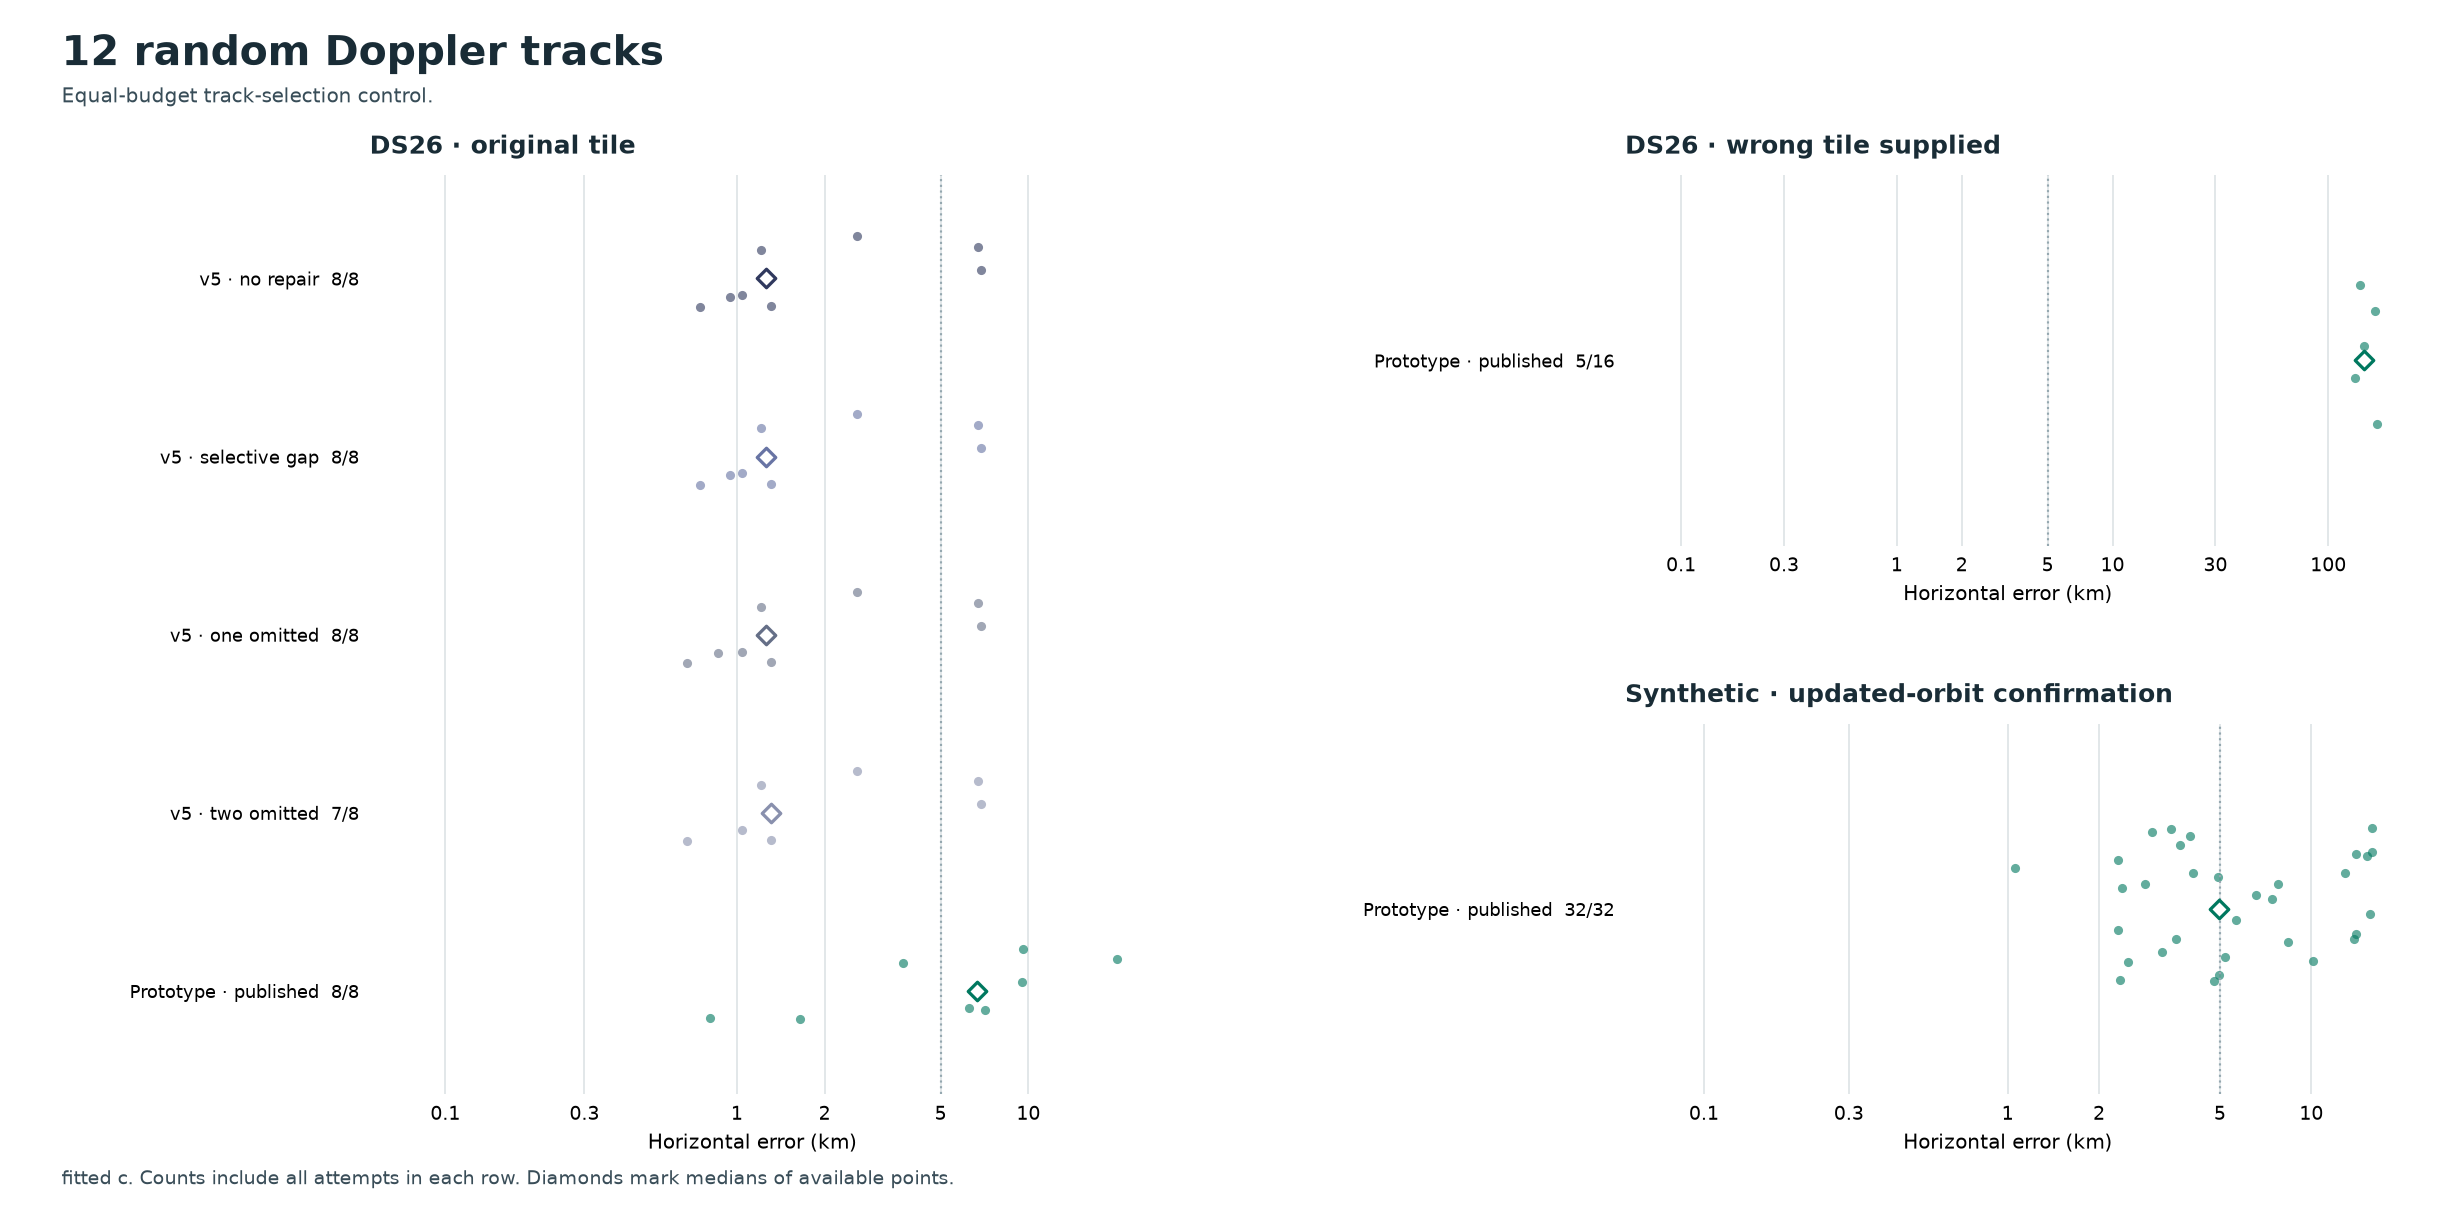 12 random Doppler tracks
Equal-budget track-selection control.
DS26 · original tile
v5 · no repair  8/8
v5 · selective gap  8/8
v5 · one omitted  8/8
v5 · two omitted  7/8
Prototype · published  8/8
0.1 0.3 1 2 5 10
Horizontal error (km)
DS26 · wrong tile supplied
Prototype · published  5/16
0.1 0.3 1 2 5 10 30 100
Horizontal error (km)
Synthetic · updated-orbit confirmation
Prototype · published  32/32
0.1 0.3 1 2 5 10
Horizontal error (km)
fitted c. Counts include all attempts in each row. Diamonds mark medians of available points.